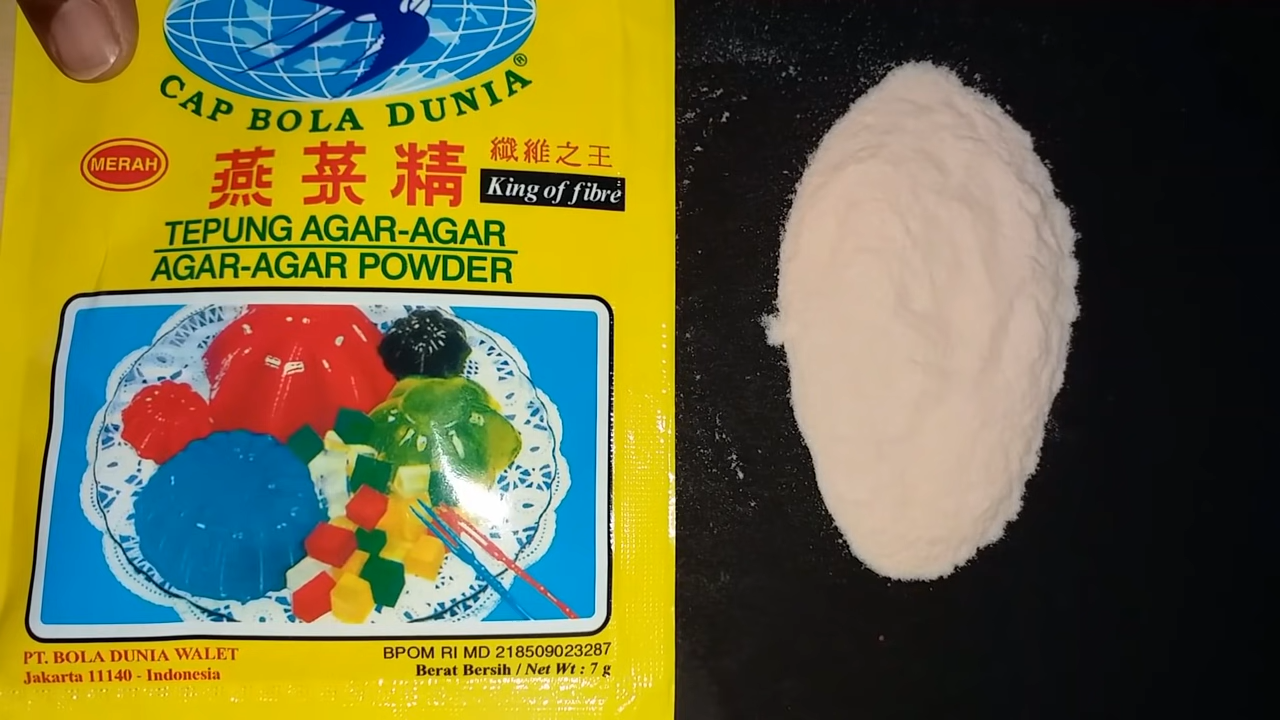 CAP BOLA DUNIA®
MERAH
燕菜精
纖維之王
King of fibre
TEPUNG AGAR-AGAR
AGAR-AGAR POWDER
PT. BOLA DUNIA WALET
Jakarta 11140 - Indonesia
BPOM RI MD 218509023287
Berat Bersih / Net Wt : 7 g